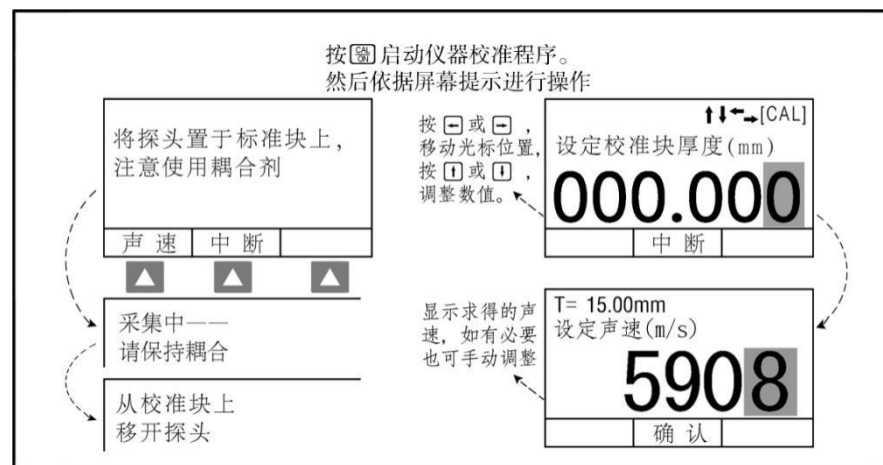 按CAL ON启动仪器校准程序。
然后依据屏幕提示进行操作
将探头置于标准块上，
注意使用耦合剂
声 速 中 断
采集中——
请保持耦合
从校准块上
移开探头
按←或→，
移动光标位置，
按↑或↓，
调整数值。
↑↓←→[CAL]
设定校准块厚度(mm)
000.000
中 断
显示求得的声
速，如有必要
也可手动调整
T= 15.00mm
设定声速(m/s)
5908
确 认